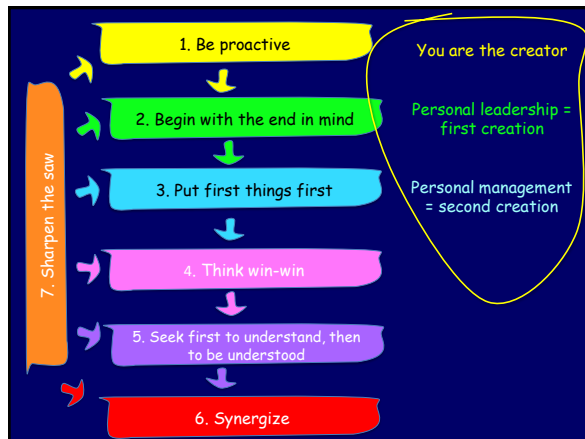 1. Be proactive
You are the creator
2. Begin with the end in mind
Personal leadership =
first creation
3. Put first things first
Personal management
= second creation
4. Think win-win
5. Seek first to understand, then
to be understood
6. Synergize
7. Sharpen the saw